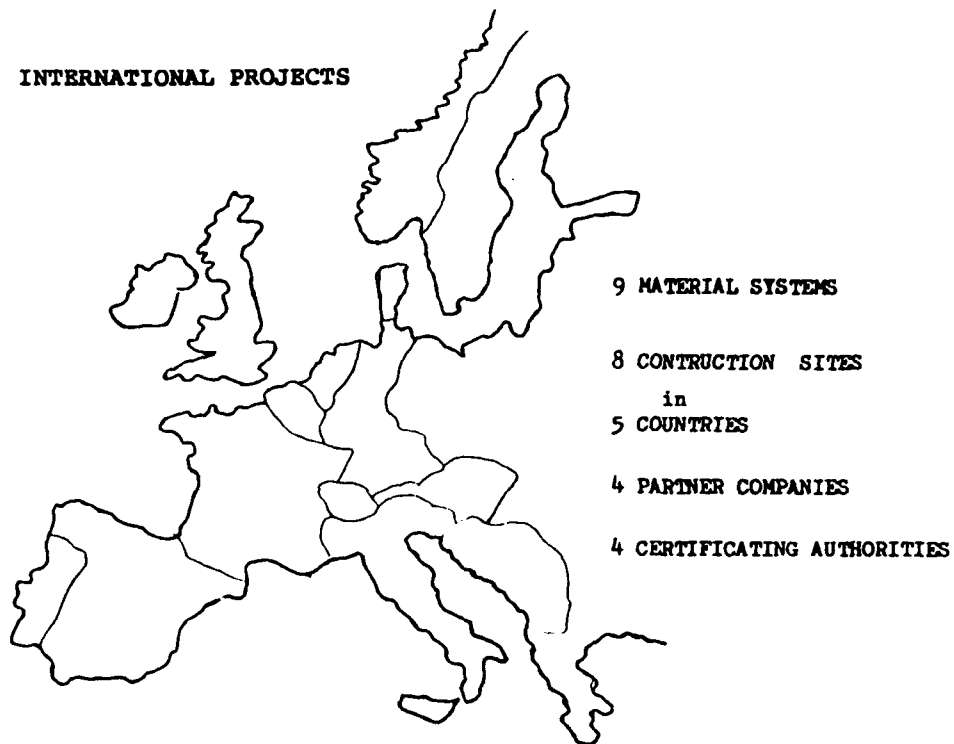 INTERNATIONAL PROJECTS
9 MATERIAL SYSTEMS
8 CONTRUCTION SITES
in
5 COUNTRIES
4 PARTNER COMPANIES
4 CERTIFICATING AUTHORITIES